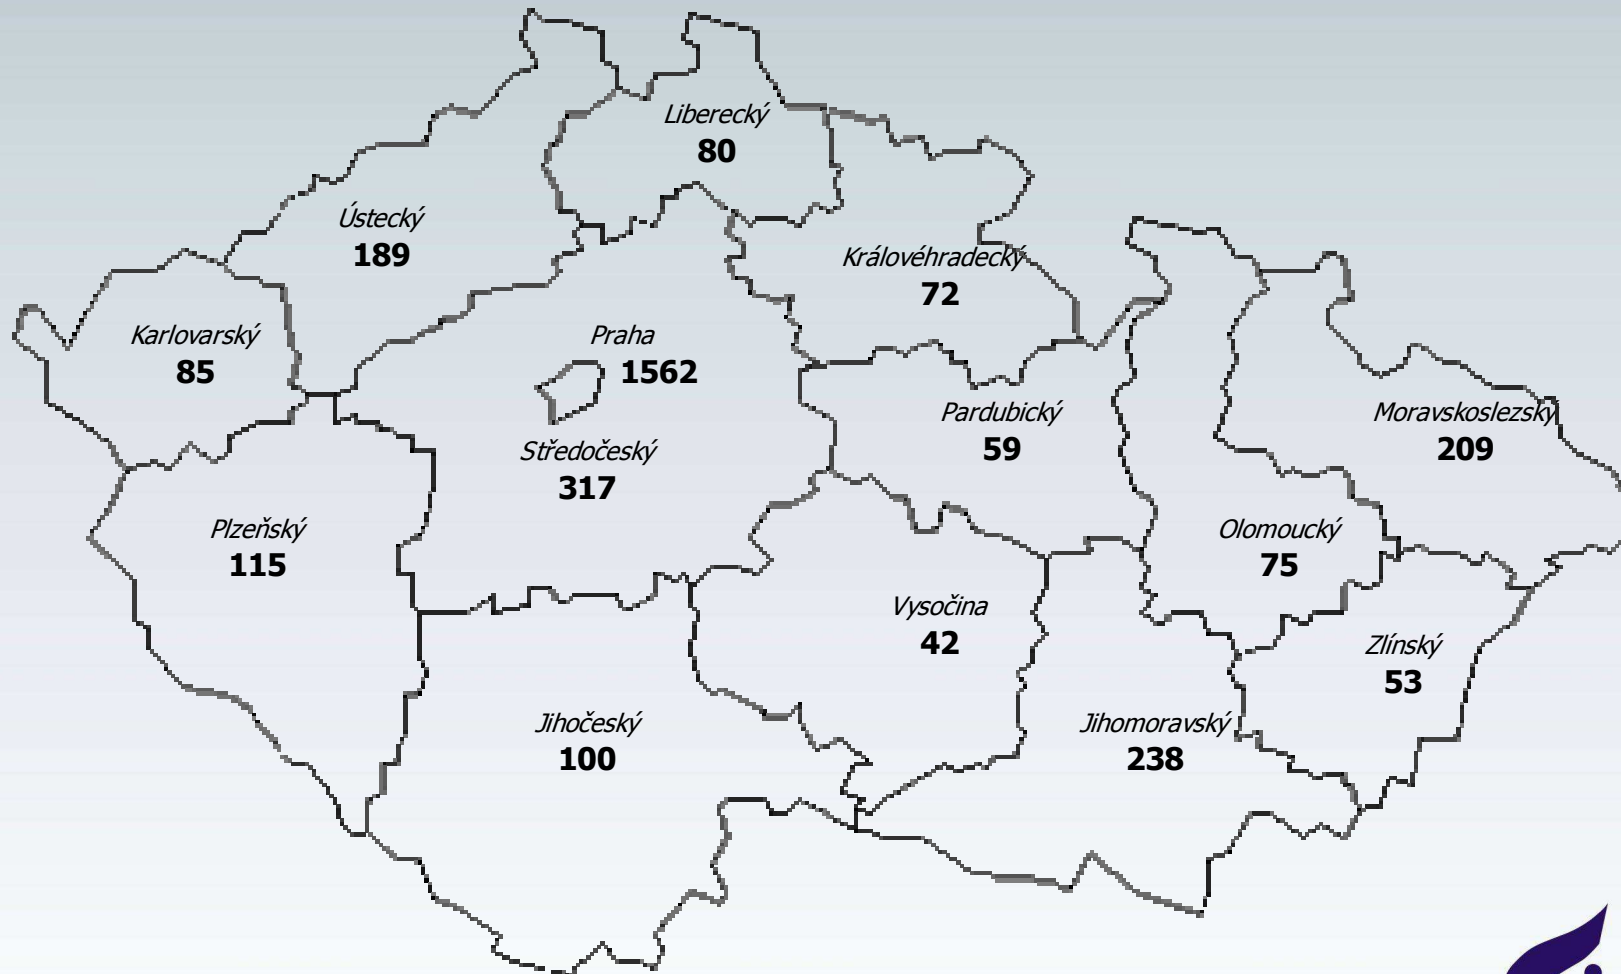 Liberecký
80
Ústecký
189
Královéhradecký
72
Karlovarský
85
Praha
1562
Pardubický
59
Moravskoslezský
209
Středočeský
317
Plzeňský
115
Olomoucký
75
Vysočina
42
Zlínský
53
Jihočeský
100
Jihomoravský
238